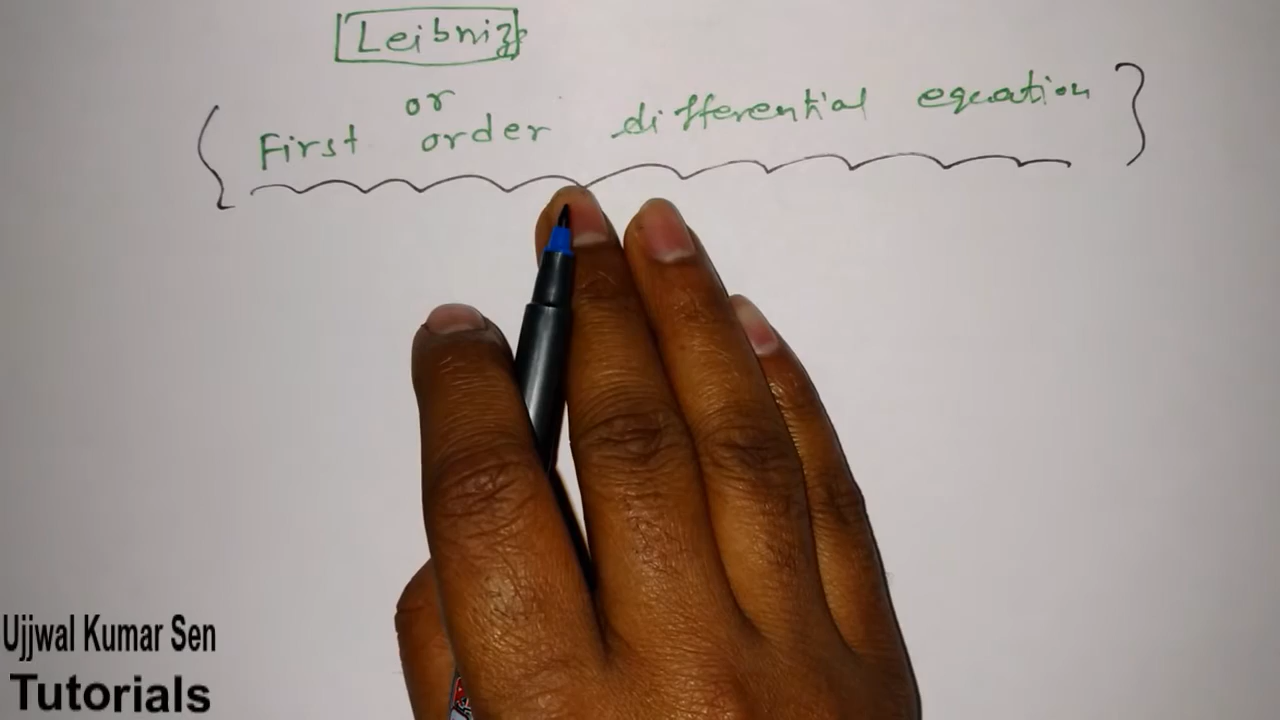 Leibniz
or
First order differential equation
Ujjwal Kumar Sen
Tutorials